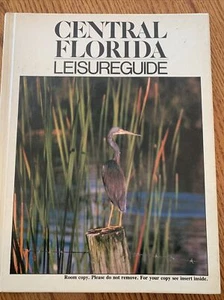 CENTRAL
FLORIDA
LEISUREGUIDE
Room copy. Please do not remove. For your copy see insert inside.